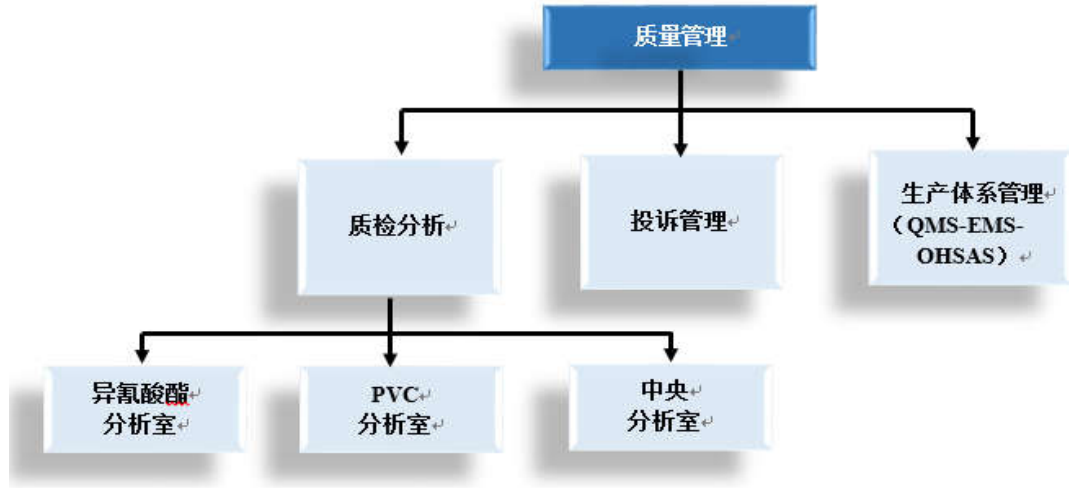 质量管理
质检分析
投诉管理
生产体系管理
（QMS-EMS-
OHSAS）
异氰酸酯
分析室
PVC
分析室
中央
分析室